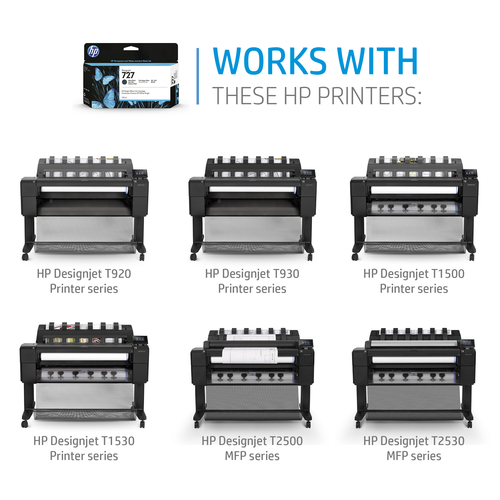 hp
727
WORKS WITH
THESE HP PRINTERS:
HP Designjet T920
Printer series
HP Designjet T930
Printer series
HP Designjet T1500
Printer series
HP Designjet T1530
Printer series
HP Designjet T2500
MFP series
HP Designjet T2530
MFP series